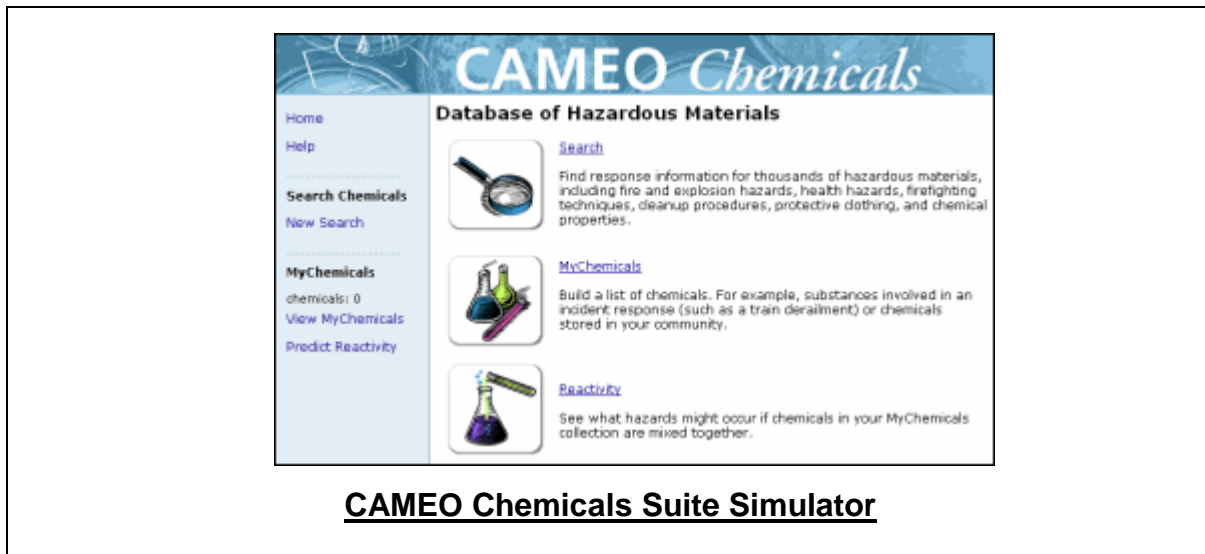 CAMEO Chemicals
Home
Help
Search Chemicals
New Search
MyChemicals
chemicals: 0
View MyChemicals
Predict Reactivity
Database of Hazardous Materials
Search
Find response information for thousands of hazardous materials,
including fire and explosion hazards, health hazards, firefighting
techniques, cleanup procedures, protective clothing, and chemical
properties.
MyChemicals
Build a list of chemicals. For example, substances involved in an
incident response (such as a train derailment) or chemicals
stored in your community.
Reactivity
See what hazards might occur if chemicals in your MyChemicals
collection are mixed together.
CAMEO Chemicals Suite Simulator